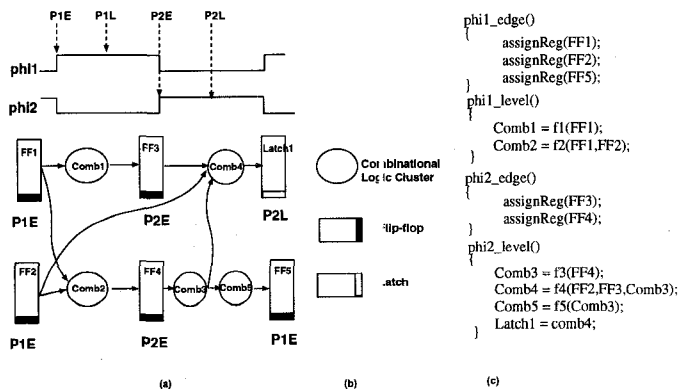 P1E P1L P2E P2L
phi1
phi2
FF1
Comb1
FF3
Comb4
Latch1
P1E
P2E
P2L
FF2
Comb2
FF4
Comb3
Comb5
FF5
P1E
P2E
P1E
(a)
Combinational
Logic Cluster
flip-flop
(b)
phi1_edge()
{
assignReg(FF1);
assignReg(FF2);
assignReg(FF5);
}
phi1_level()
{
Comb1 = f1(FF1);
Comb2 = f2(FF1,FF2);
}
phi2_edge()
{
assignReg(FF3);
assignReg(FF4);
}
phi2_level()
{
Comb3 = f3(FF4);
Comb4 = f4(FF2,FF3,Comb3);
Comb5 = f5(Comb3);
Latch1 = comb4;
}
(c)